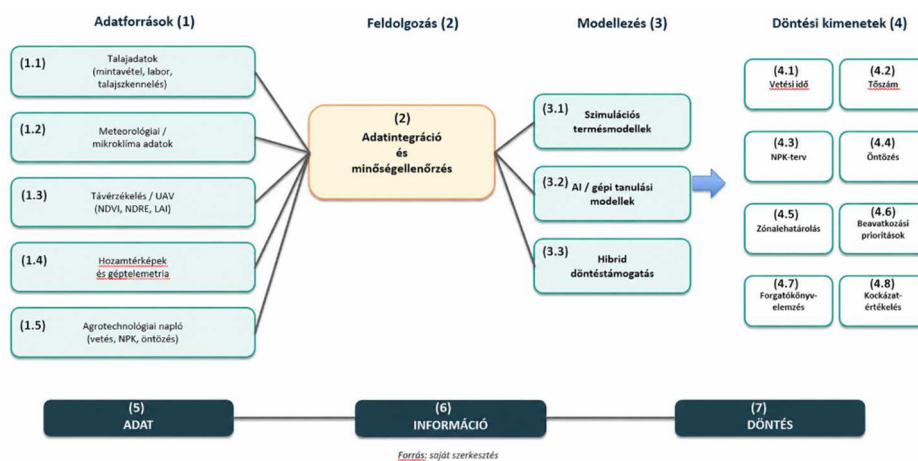 Adatforrások (1)
Feldolgozás (2)
Modellezés (3)
Döntési kimenetek (4)
(1.1)
Talajadatok
(mintavétel, labor,
talajszkennelés)
(1.2)
Meteorológiai /
mikroklíma adatok
(1.3)
Távérzékelés / UAV
(NDVI, NDRE, LAI)
(1.4)
Hozamtérképek
és géptelemetria
(1.5)
Agrotechnológiai napló
(vetés, NPK, öntözés)
(2)
Adatintegráció
és
minőségellenőrzés
(3.1)
Szimulációs
termésmodellek
(3.2)
AI / gépi tanulási
modellek
(3.3)
Hibrid
döntéstámogatás
(4.1)
Vetési idő
(4.2)
Tőszám
(4.3)
NPK-terv
(4.4)
Öntözés
(4.5)
Zónalehatárolás
(4.6)
Beavatkozási
prioritások
(4.7)
Forgatókönyv-
elemzés
(4.8)
Kockázat-
értékelés
(5)
ADAT
(6)
INFORMÁCIÓ
(7)
DÖNTÉS
Forrás: saját szerkesztés